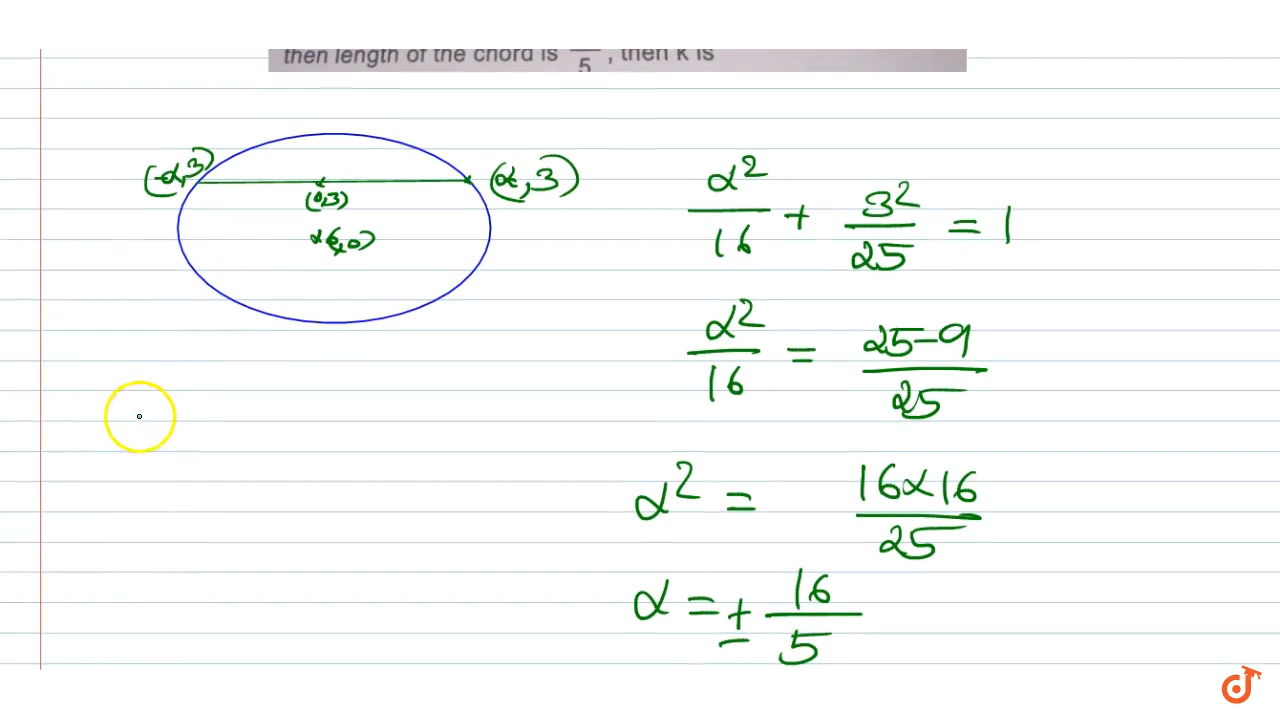 then length of the chord is — 5 , then k is
(-α,3) (α,3)
(0,3)
(0,0)
α²/16 + 3²/25 = 1
α²/16 = 25-9/25
α² = 16×16/25
α = ± 16/5